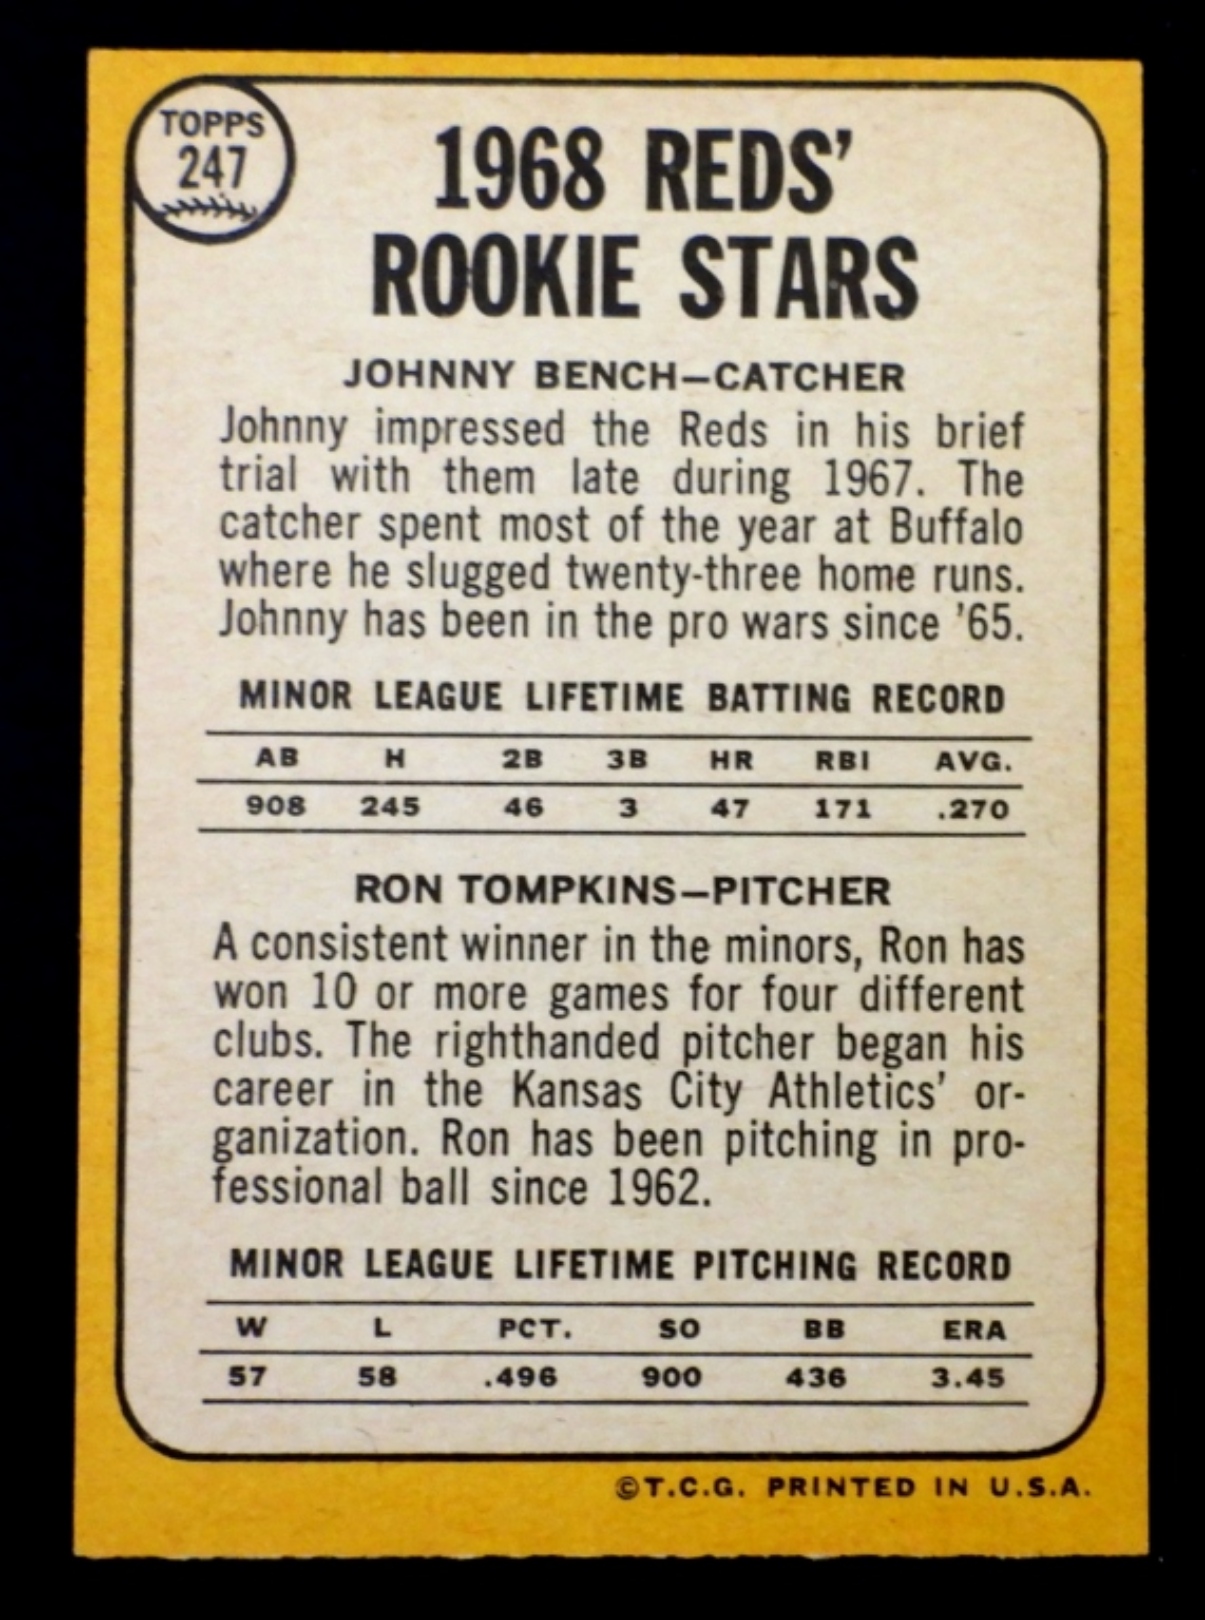 TOPPS
247
1968 REDS'
ROOKIE STARS
JOHNNY BENCH—CATCHER
Johnny impressed the Reds in his brief
trial with them late during 1967. The
catcher spent most of the year at Buffalo
where he slugged twenty-three home runs.
Johnny has been in the pro wars since '65.
MINOR LEAGUE LIFETIME BATTING RECORD
AB H 2B 3B HR RBI AVG.
908 245 46 3 47 171 .270
RON TOMPKINS—PITCHER
A consistent winner in the minors, Ron has
won 10 or more games for four different
clubs. The righthanded pitcher began his
career in the Kansas City Athletics' or-
ganization. Ron has been pitching in pro-
fessional ball since 1962.
MINOR LEAGUE LIFETIME PITCHING RECORD
W L PCT. SO BB ERA
57 58 .496 900 436 3.45
©T.C.G. PRINTED IN U.S.A.